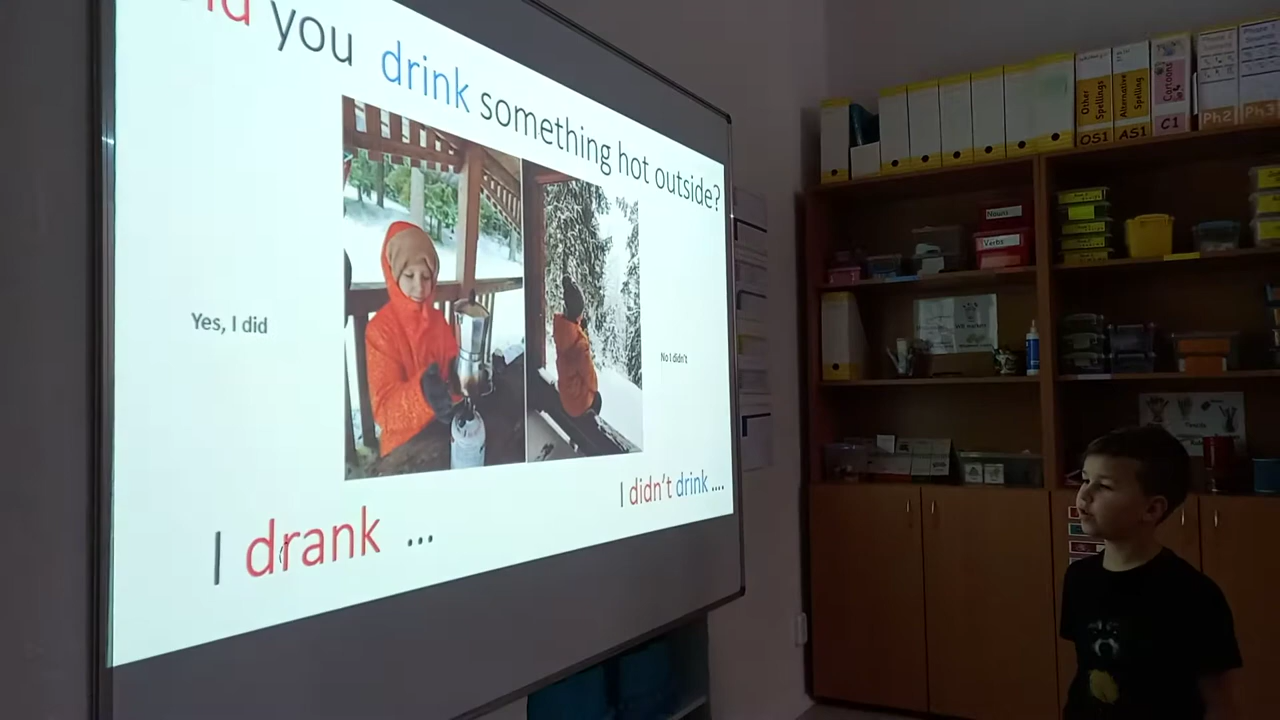 you drink something hot outside?
Yes, I did
No I didn't
I drank ...
I didn't drink ....
Other Spellings
OS1
Alternative Spelling
AS1
Cartoons
C1
Ph2
Ph3
Nouns
Verbs